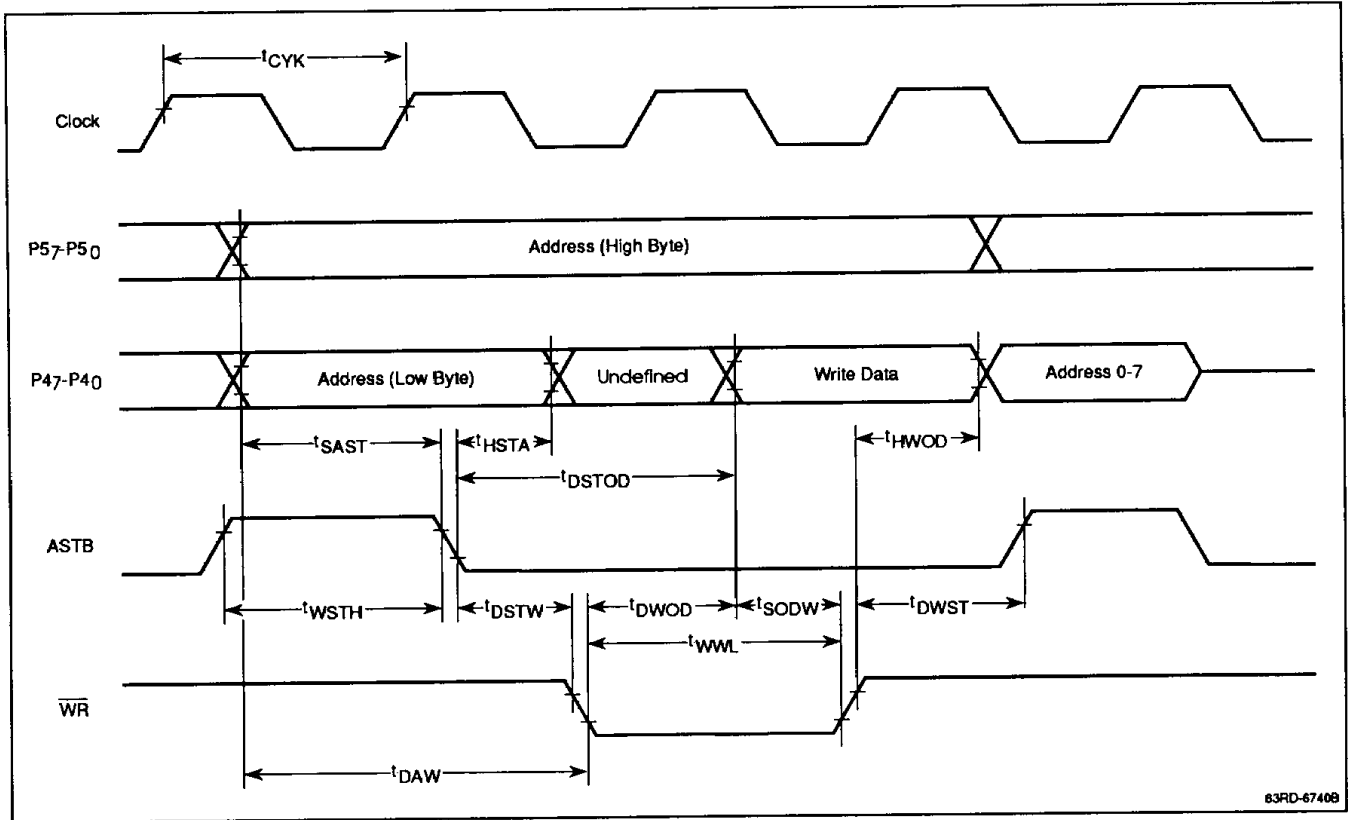 tCYK
Clock
P57-P50
Address (High Byte)
P47-P40
Address (Low Byte)
Undefined
Write Data
Address 0-7
tSAST
tHSTA
tHWOD
tDSTOD
ASTB
tWSTH
tDSTW
tDWOD
tSODW
tDWST
tWWL
WR
tDAW
83RD-6740B